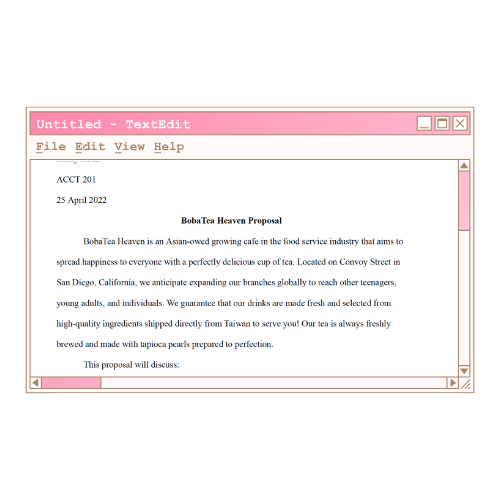 Untitled - TextEdit
File Edit View Help
ACCT 201
25 April 2022
BobaTea Heaven Proposal
BobaTea Heaven is an Asian-owed growing cafe in the food service industry that aims to
spread happiness to everyone with a perfectly delicious cup of tea. Located on Convoy Street in
San Diego, California, we anticipate expanding our branches globally to reach other teenagers,
young adults, and individuals. We guarantee that our drinks are made fresh and selected from
high-quality ingredients shipped directly from Taiwan to serve you! Our tea is always freshly
brewed and made with tapioca pearls prepared to perfection.
This proposal will discuss: